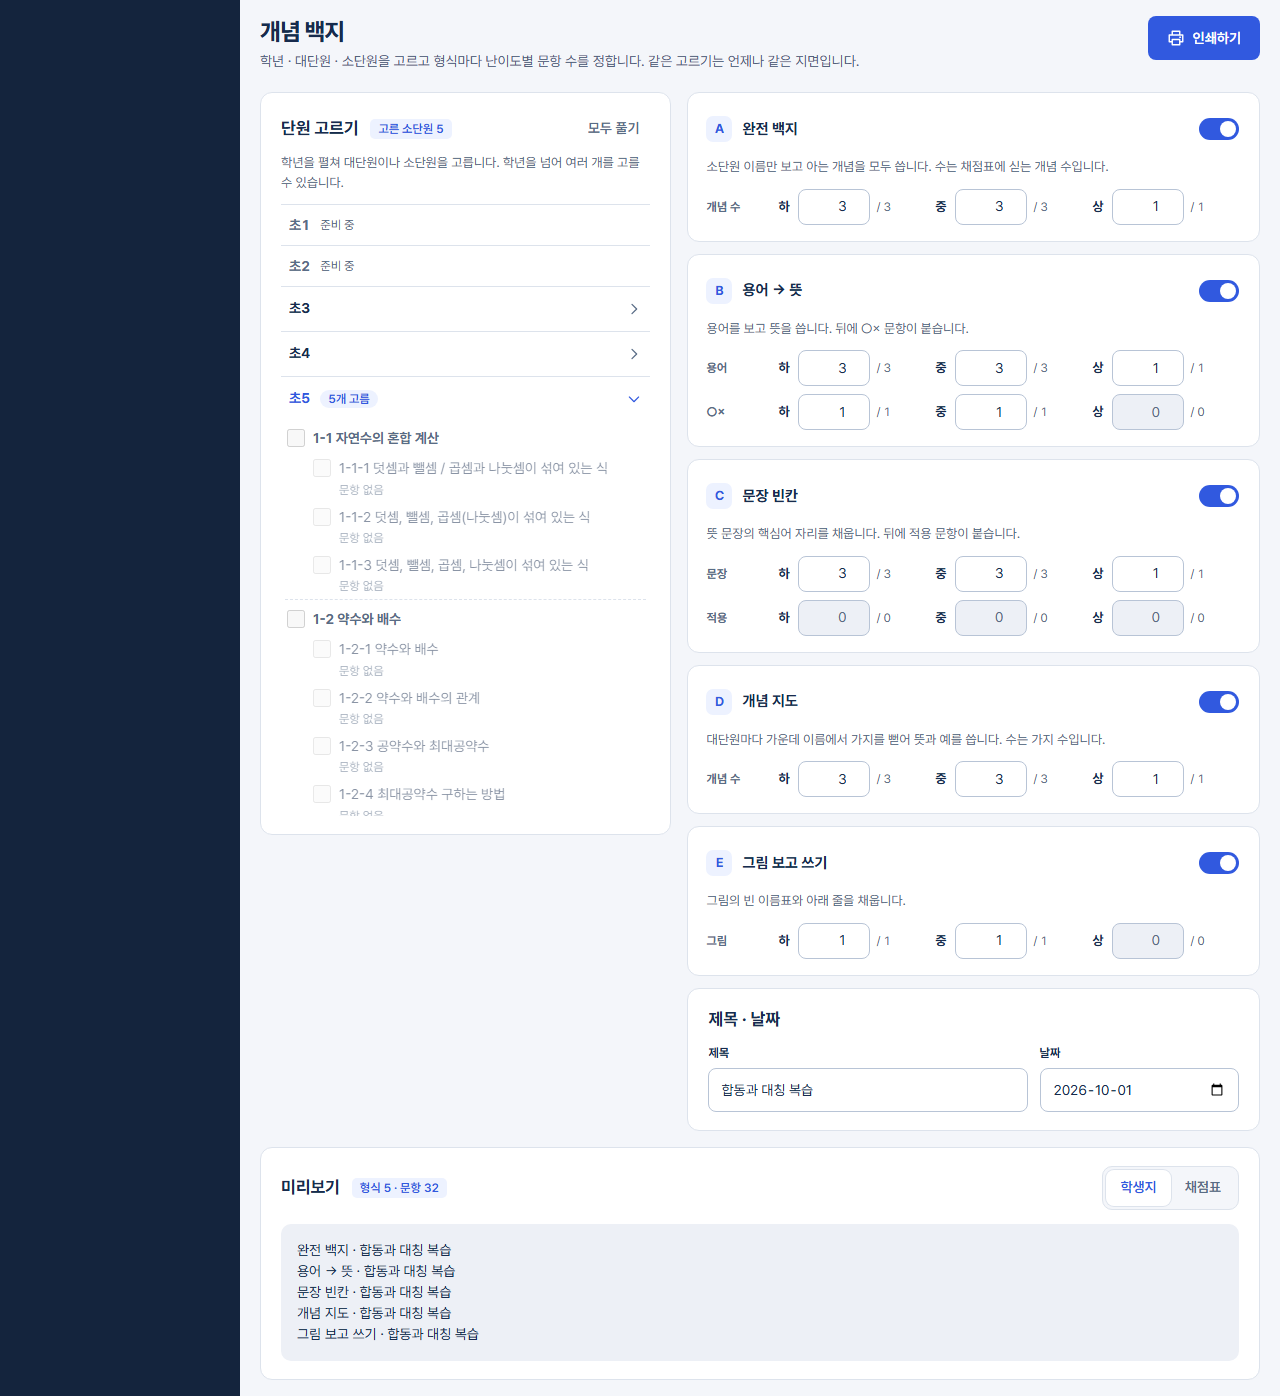 개념 백지
학년 · 대단원 · 소단원을 고르고 형식마다 난이도별 문항 수를 정합니다. 같은 고르기는 언제나 같은 지면입니다.
인쇄하기
단원 고르기
고른 소단원 5
모두 풀기
학년을 펼쳐 대단원이나 소단원을 고릅니다. 학년을 넘어 여러 개를 고를
수 있습니다.
초1 준비 중
초2 준비 중
초3
초4
초5 5개 고름
1-1 자연수의 혼합 계산
1-1-1 덧셈과 뺄셈 / 곱셈과 나눗셈이 섞여 있는 식
문항 없음
1-1-2 덧셈, 뺄셈, 곱셈(나눗셈)이 섞여 있는 식
문항 없음
1-1-3 덧셈, 뺄셈, 곱셈, 나눗셈이 섞여 있는 식
문항 없음
1-2 약수와 배수
1-2-1 약수와 배수
문항 없음
1-2-2 약수와 배수의 관계
문항 없음
1-2-3 공약수와 최대공약수
문항 없음
1-2-4 최대공약수 구하는 방법
문항 없음
A 완전 백지
소단원 이름만 보고 아는 개념을 모두 씁니다. 수는 채점표에 싣는 개념 수입니다.
개념 수 하 3 / 3 중 3 / 3 상 1 / 1
B 용어 → 뜻
용어를 보고 뜻을 씁니다. 뒤에 ○× 문항이 붙습니다.
용어 하 3 / 3 중 3 / 3 상 1 / 1
○× 하 1 / 1 중 1 / 1 상 0 / 0
C 문장 빈칸
뜻 문장의 핵심어 자리를 채웁니다. 뒤에 적용 문항이 붙습니다.
문장 하 3 / 3 중 3 / 3 상 1 / 1
적용 하 0 / 0 중 0 / 0 상 0 / 0
D 개념 지도
대단원마다 가운데 이름에서 가지를 뻗어 뜻과 예를 씁니다. 수는 가지 수입니다.
개념 수 하 3 / 3 중 3 / 3 상 1 / 1
E 그림 보고 쓰기
그림의 빈 이름표와 아래 줄을 채웁니다.
그림 하 1 / 1 중 1 / 1 상 0 / 0
제목 · 날짜
제목 날짜
합동과 대칭 복습 2026-10-01
미리보기
형식 5 · 문항 32
학생지 채점표
완전 백지 · 합동과 대칭 복습
용어 → 뜻 · 합동과 대칭 복습
문장 빈칸 · 합동과 대칭 복습
개념 지도 · 합동과 대칭 복습
그림 보고 쓰기 · 합동과 대칭 복습